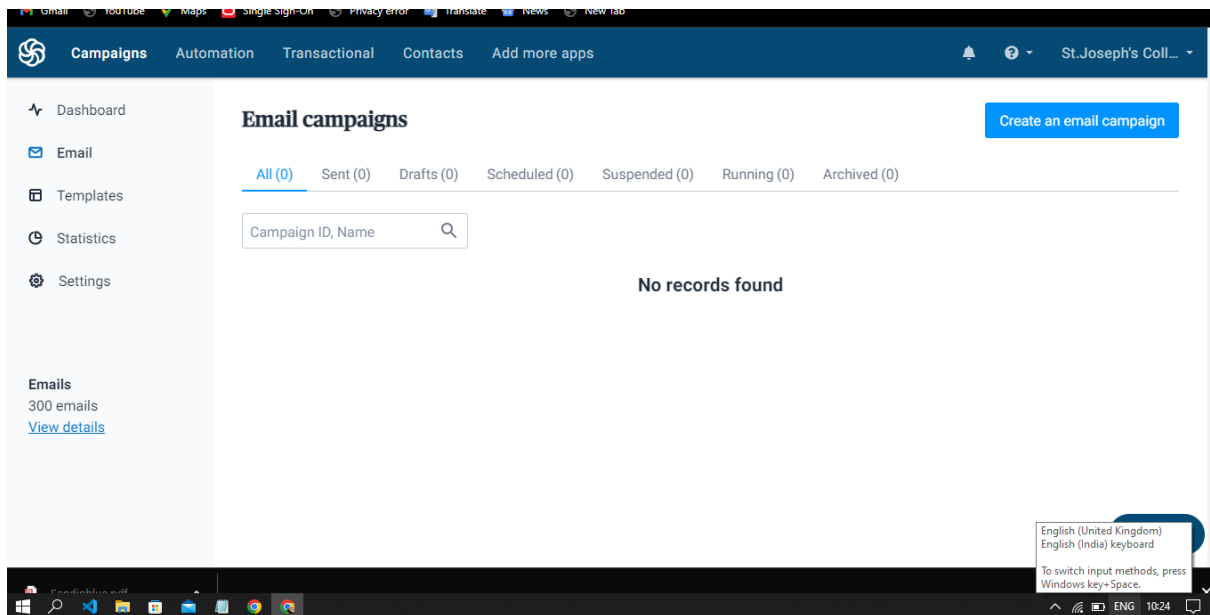 Gmail YouTube Maps Single Sign-On Privacy error Translate News New Tab
Campaigns Automation Transactional Contacts Add more apps St.Joseph's Coll...
Dashboard
Email campaigns
Create an email campaign
Email
All (0) Sent (0) Drafts (0) Scheduled (0) Suspended (0) Running (0) Archived (0)
Templates
Campaign ID, Name
Statistics
Settings
No records found
Emails
300 emails
View details
English (United Kingdom)
English (India) keyboard
To switch input methods, press
Windows key+Space.
Sendinblue.pdf
ENG 10:24